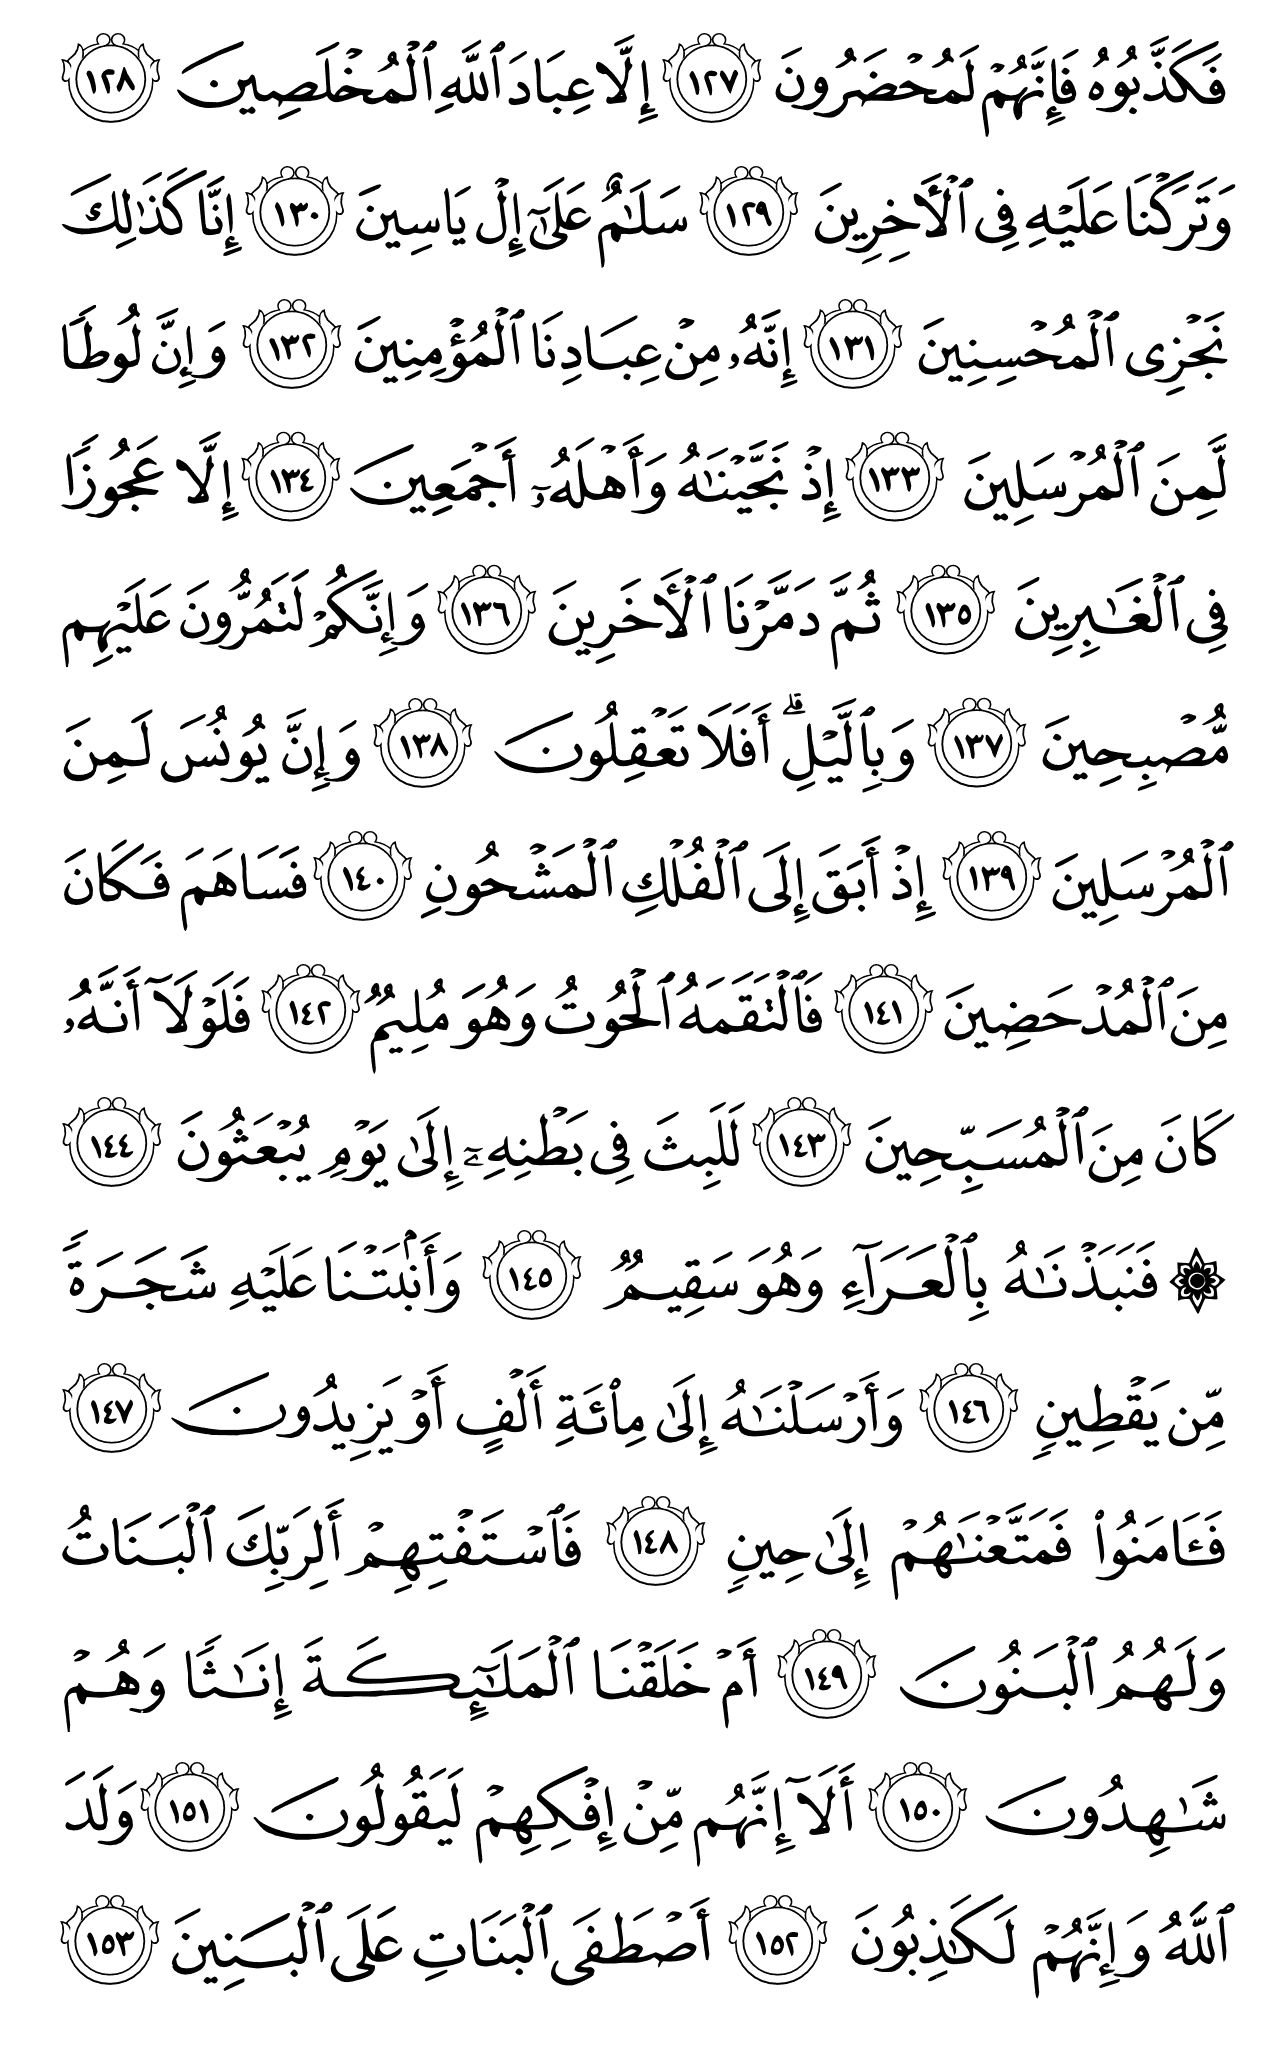 فَكَذَّبُوهُ فَإِنَّهُمۡ لَمُحۡضَرُونَ ١٢٧ إِلَّا عِبَادَ ٱللَّهِ ٱلۡمُخۡلَصِينَ ١٢٨
وَتَرَكۡنَا عَلَيۡهِ فِي ٱلۡأٓخِرِينَ ١٢٩ سَلَٰمٌ عَلَىٰٓ إِلۡ يَاسِينَ ١٣٠ إِنَّا كَذَٰلِكَ
نَجۡزِي ٱلۡمُحۡسِنِينَ ١٣١ إِنَّهُۥ مِنۡ عِبَادِنَا ٱلۡمُؤۡمِنِينَ ١٣٢ وَإِنَّ لُوطٗا
لَّمِنَ ٱلۡمُرۡسَلِينَ ١٣٣ إِذۡ نَجَّيۡنَٰهُ وَأَهۡلَهُۥٓ أَجۡمَعِينَ ١٣٤ إِلَّا عَجُوزٗا
فِي ٱلۡغَٰبِرِينَ ١٣٥ ثُمَّ دَمَّرۡنَا ٱلۡأٓخَرِينَ ١٣٦ وَإِنَّكُمۡ لَتَمُرُّونَ عَلَيۡهِم
مُّصۡبِحِينَ ١٣٧ وَبِٱلَّيۡلِۚ أَفَلَا تَعۡقِلُونَ ١٣٨ وَإِنَّ يُونُسَ لَمِنَ
ٱلۡمُرۡسَلِينَ ١٣٩ إِذۡ أَبَقَ إِلَى ٱلۡفُلۡكِ ٱلۡمَشۡحُونِ ١٤٠ فَسَاهَمَ فَكَانَ
مِنَ ٱلۡمُدۡحَضِينَ ١٤١ فَٱلۡتَقَمَهُ ٱلۡحُوتُ وَهُوَ مُلِيمٞ ١٤٢ فَلَوۡلَآ أَنَّهُۥ
كَانَ مِنَ ٱلۡمُسَبِّحِينَ ١٤٣ لَلَبِثَ فِي بَطۡنِهِۦٓ إِلَىٰ يَوۡمِ يُبۡعَثُونَ ١٤٤
۞ فَنَبَذۡنَٰهُ بِٱلۡعَرَآءِ وَهُوَ سَقِيمٞ ١٤٥ وَأَنۢبَتۡنَا عَلَيۡهِ شَجَرَةٗ
مِّن يَقۡطِينٖ ١٤٦ وَأَرۡسَلۡنَٰهُ إِلَىٰ مِاْئَةِ أَلۡفٍ أَوۡ يَزِيدُونَ ١٤٧
فَـَٔامَنُواْ فَمَتَّعۡنَٰهُمۡ إِلَىٰ حِينٖ ١٤٨ فَٱسۡتَفۡتِهِمۡ أَلِرَبِّكَ ٱلۡبَنَاتُ
وَلَهُمُ ٱلۡبَنُونَ ١٤٩ أَمۡ خَلَقۡنَا ٱلۡمَلَٰٓئِكَةَ إِنَٰثٗا وَهُمۡ
شَٰهِدُونَ ١٥٠ أَلَآ إِنَّهُم مِّنۡ إِفۡكِهِمۡ لَيَقُولُونَ ١٥١ وَلَدَ
ٱللَّهُ وَإِنَّهُمۡ لَكَٰذِبُونَ ١٥٢ أَصۡطَفَى ٱلۡبَنَاتِ عَلَى ٱلۡبَنِينَ ١٥٣